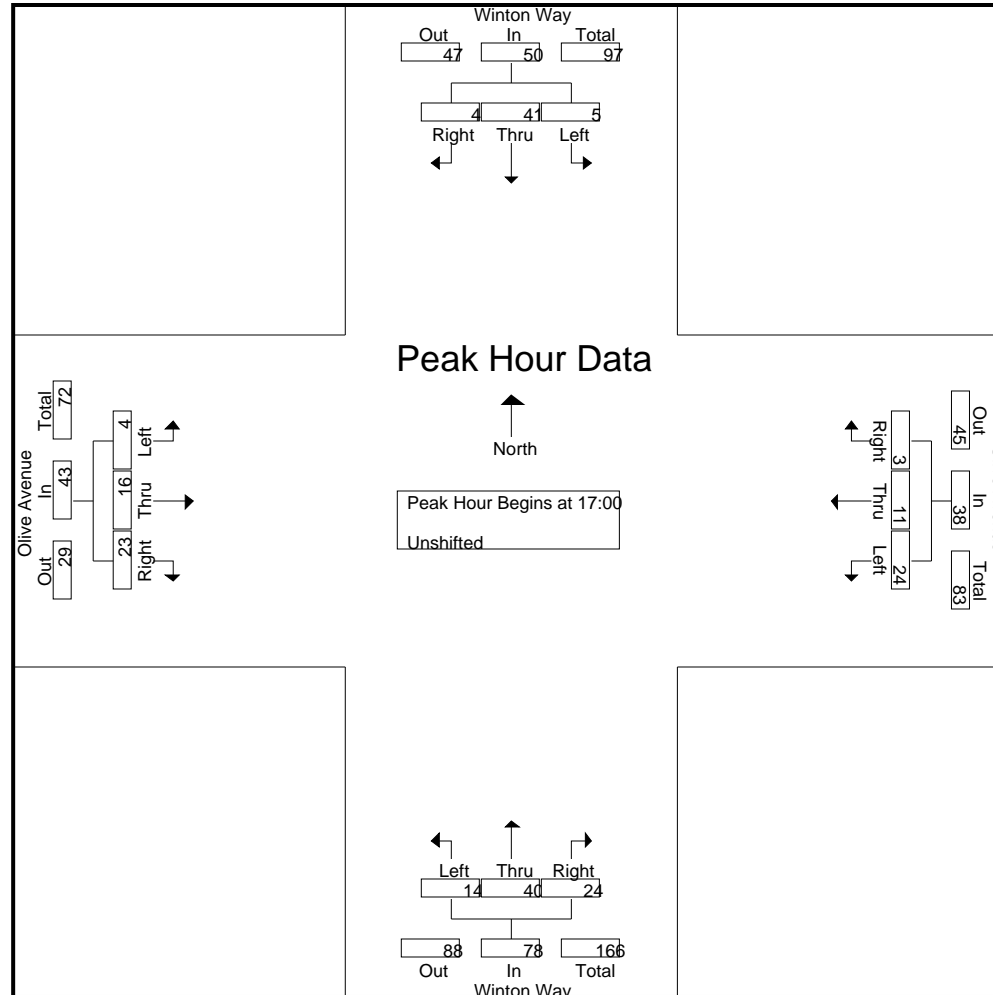 Winton Way
Out In Total
47 50 97
4 41 5
Right Thru Left
Peak Hour Data
North
Peak Hour Begins at 17:00
Unshifted
Olive Avenue
Out In Total
29 43 72
23 16 4
Right Thru Left
Out In Total
45 38 83
3 11 24
Right Thru Left
Left Thru Right
14 40 24
88 78 166
Out In Total
Winton Way